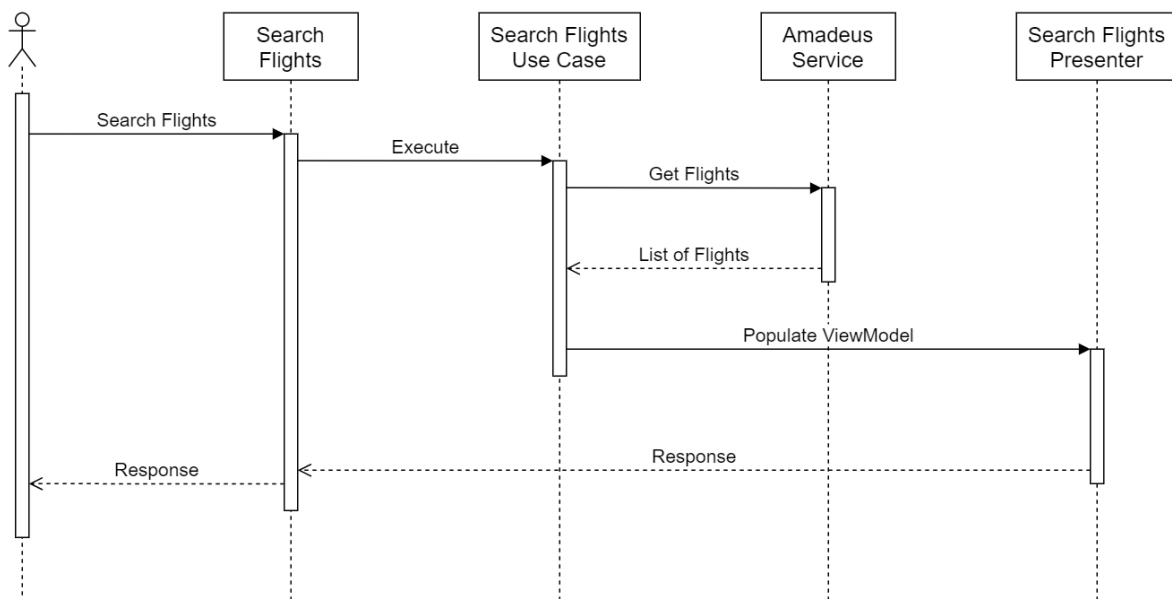 Search
Flights
Search Flights
Use Case
Amadeus
Service
Search Flights
Presenter
Search Flights
Execute
Get Flights
List of Flights
Populate ViewModel
Response
Response